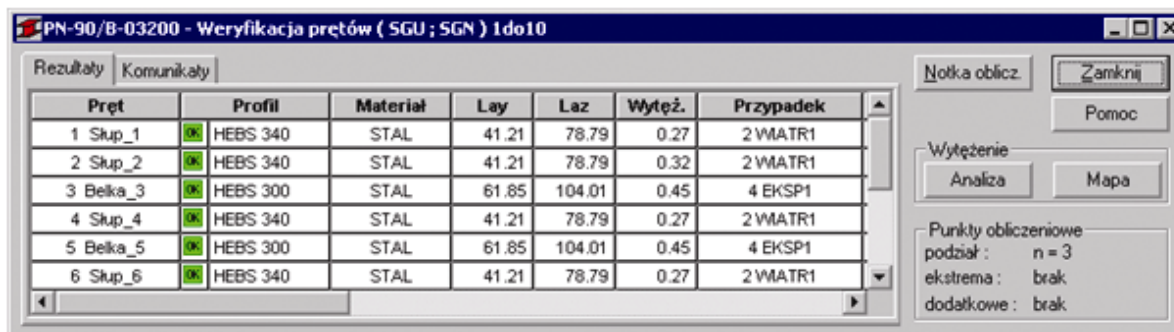 PN-90/B-03200 - Weryfikacja prętów ( SGU ; SGN ) 1do10
Rezultaty Komunikaty
Pręt Profil Materiał Lay Laz Wytęż. Przypadek
1 Słup_1 OK HEBS 340 STAL 41.21 78.79 0.27 2 WIATR1
2 Słup_2 OK HEBS 340 STAL 41.21 78.79 0.32 2 WIATR1
3 Belka_3 OK HEBS 300 STAL 61.85 104.01 0.45 4 EKSP1
4 Słup_4 OK HEBS 340 STAL 41.21 78.79 0.27 2 WIATR1
5 Belka_5 OK HEBS 300 STAL 61.85 104.01 0.45 4 EKSP1
6 Słup_6 OK HEBS 340 STAL 41.21 78.79 0.27 2 WIATR1
Notka oblicz. Zamknij
Pomoc
Wytężenie
Analiza Mapa
Punkty obliczeniowe
podział : n = 3
ekstrema : brak
dodatkowe : brak